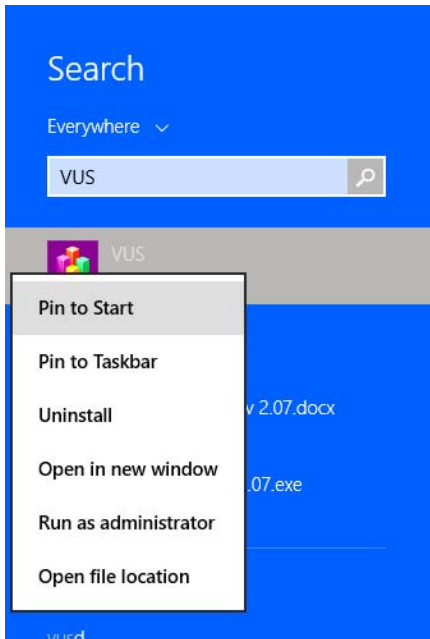 Search
Everywhere
VUS
VUS
Pin to Start
Pin to Taskbar
Uninstall
2.07.docx
Open in new window
.07.exe
Run as administrator
Open file location